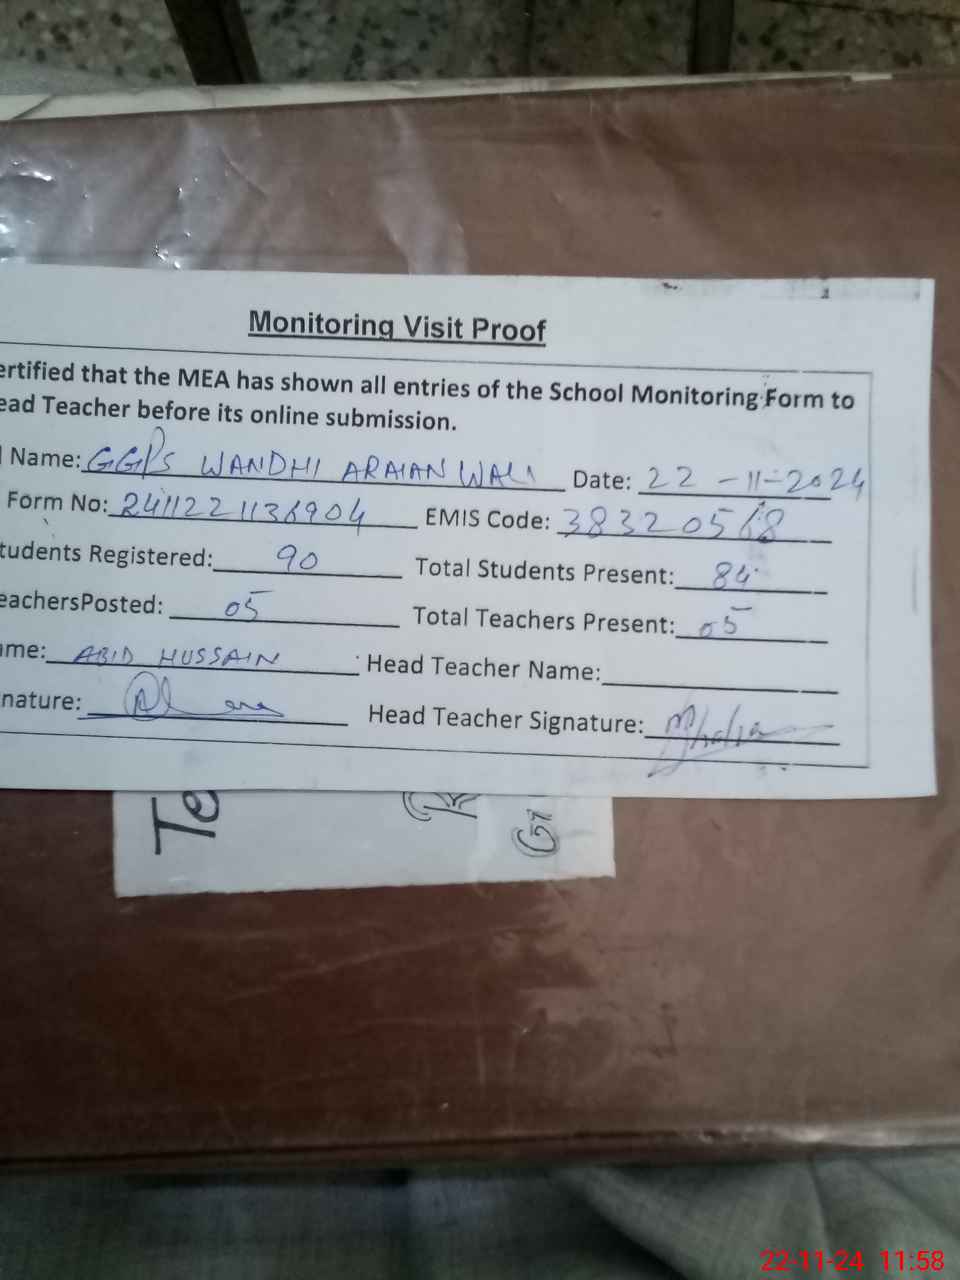 Monitoring Visit Proof
ertified that the MEA has shown all entries of the School Monitoring Form to
ead Teacher before its online submission.
l Name: GGPS WANDHI ARAIAN WALI Date: 22-11-2024
Form No: 2411221136904 EMIS Code: 38320568
tudents Registered: 90 Total Students Present: 84
eachersPosted: 05 Total Teachers Present: 05
ame: ABID HUSSAIN Head Teacher Name:
nature: Head Teacher Signature:
Te
22-11-24 11:58